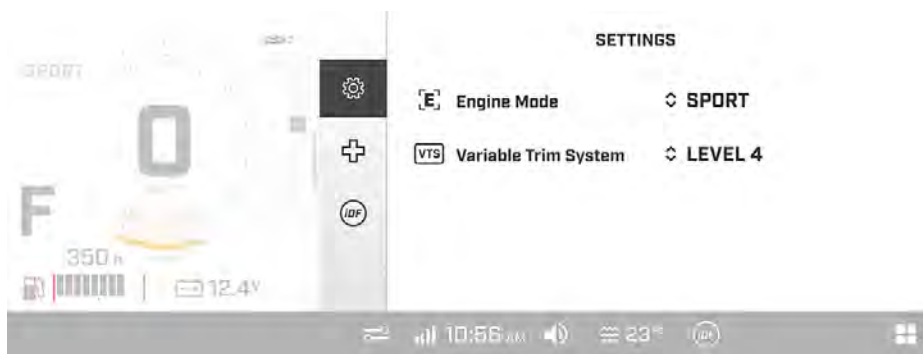 SETTINGS
SPORT
[E] Engine Mode
SPORT
0
VTS Variable Trim System
LEVEL 4
iDF
F
350 h
12.4V
10:56 AM
23°
iDF